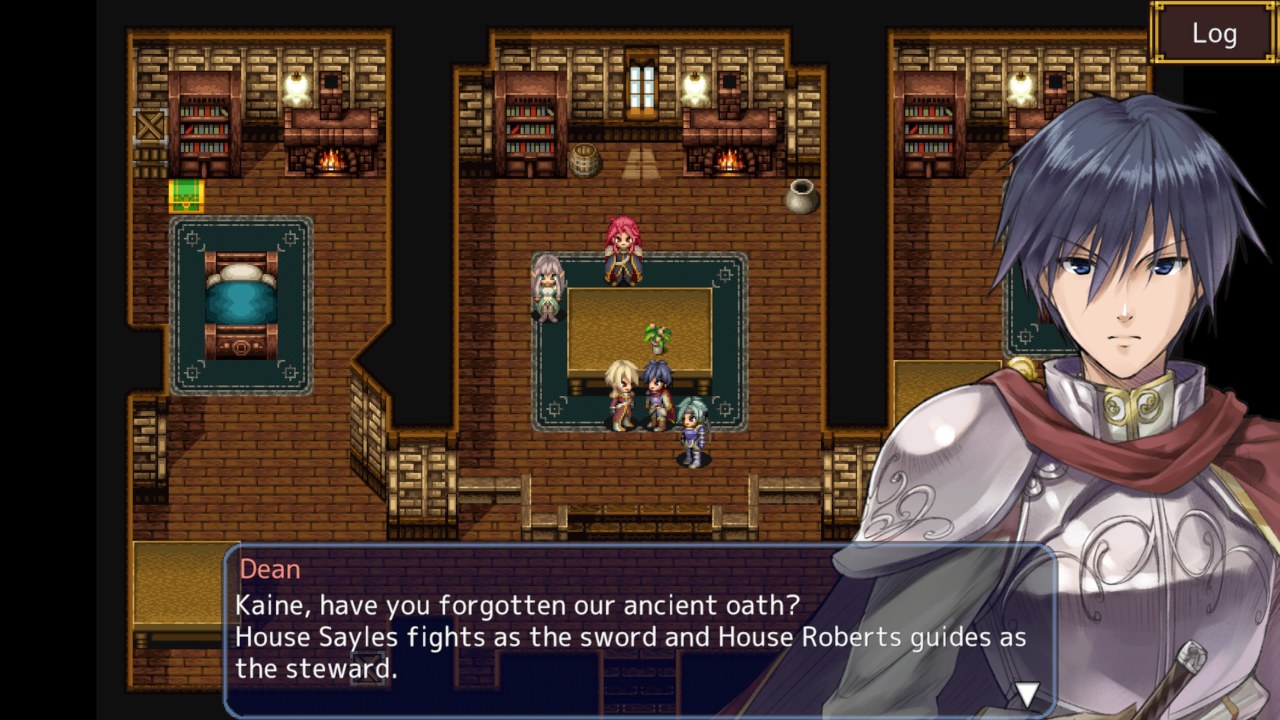 Log
Dean
Kaine, have you forgotten our ancient oath?
House Sayles fights as the sword and House Roberts guides as
the steward.